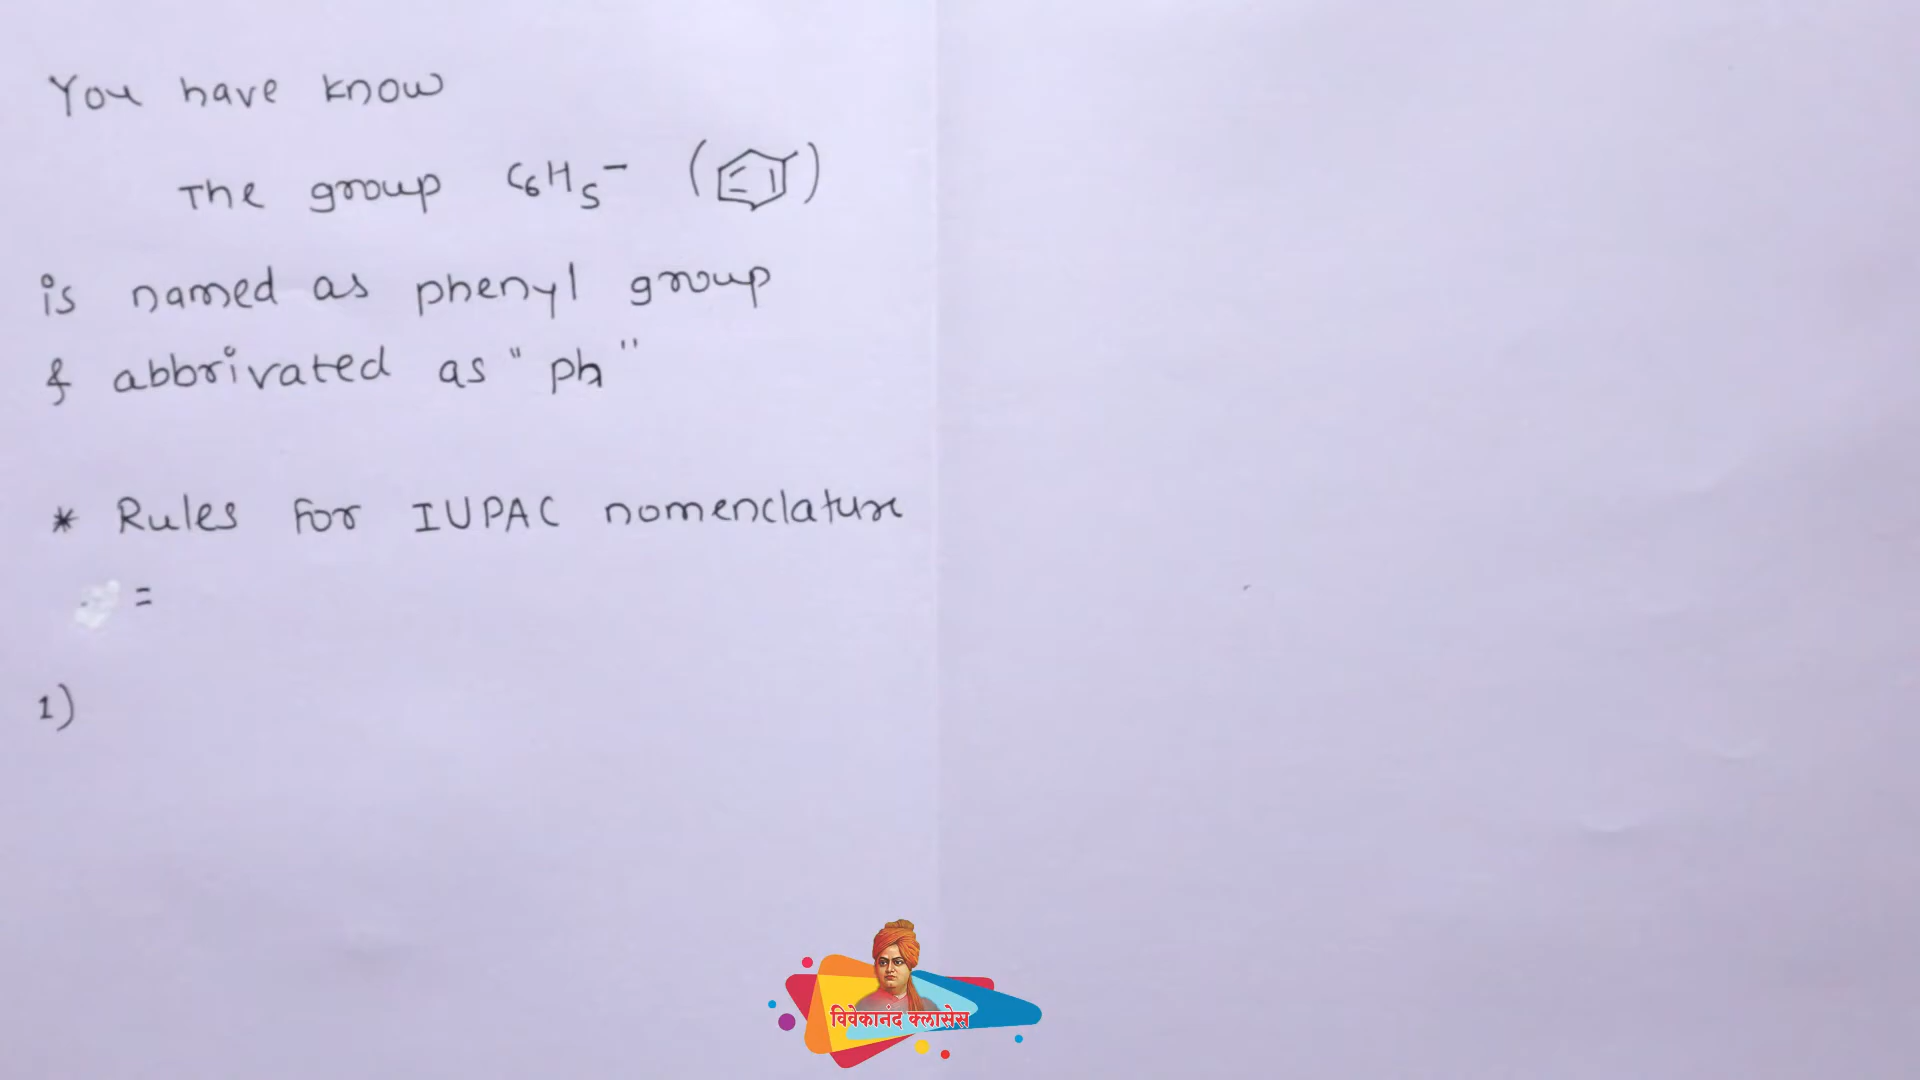 You have know
The group C6H5- ( )
is named as phenyl group
& abbrivated as "ph"
* Rules For IUPAC nomenclature
=
1)
विवेकानंद क्लासेस